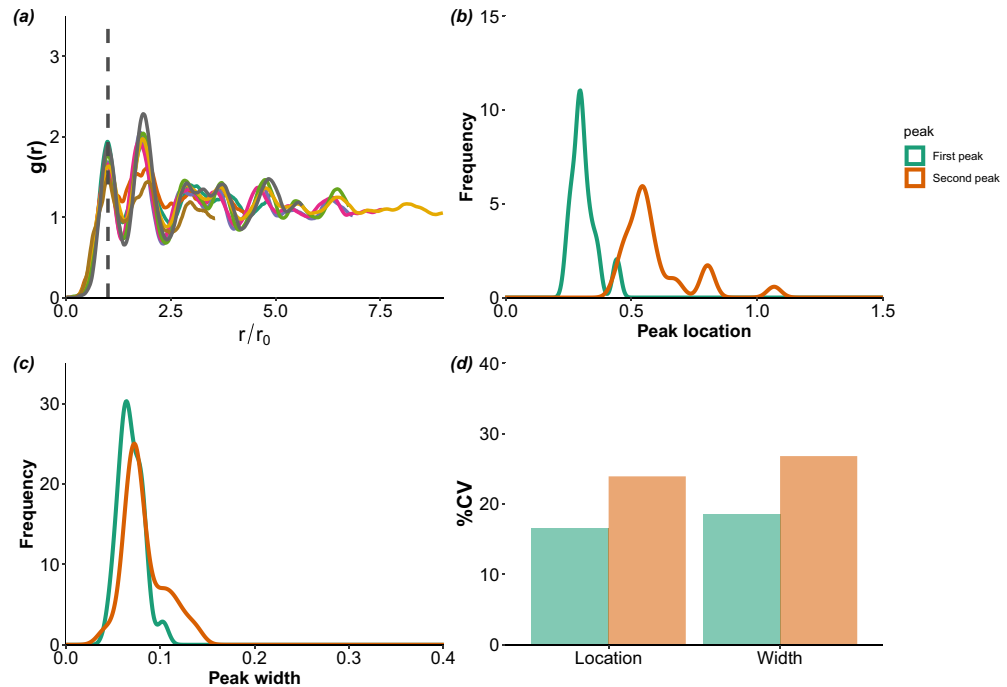 (a)
3
2
1
0
g(r)
0.0 2.5 5.0 7.5
r/r0
(b)
15
10
5
0
Frequency
0.0 0.5 1.0 1.5
Peak location
peak
First peak
Second peak
(c)
30
20
10
0
Frequency
0.0 0.1 0.2 0.3 0.4
Peak width
(d)
40
30
20
10
0
%CV
Location Width